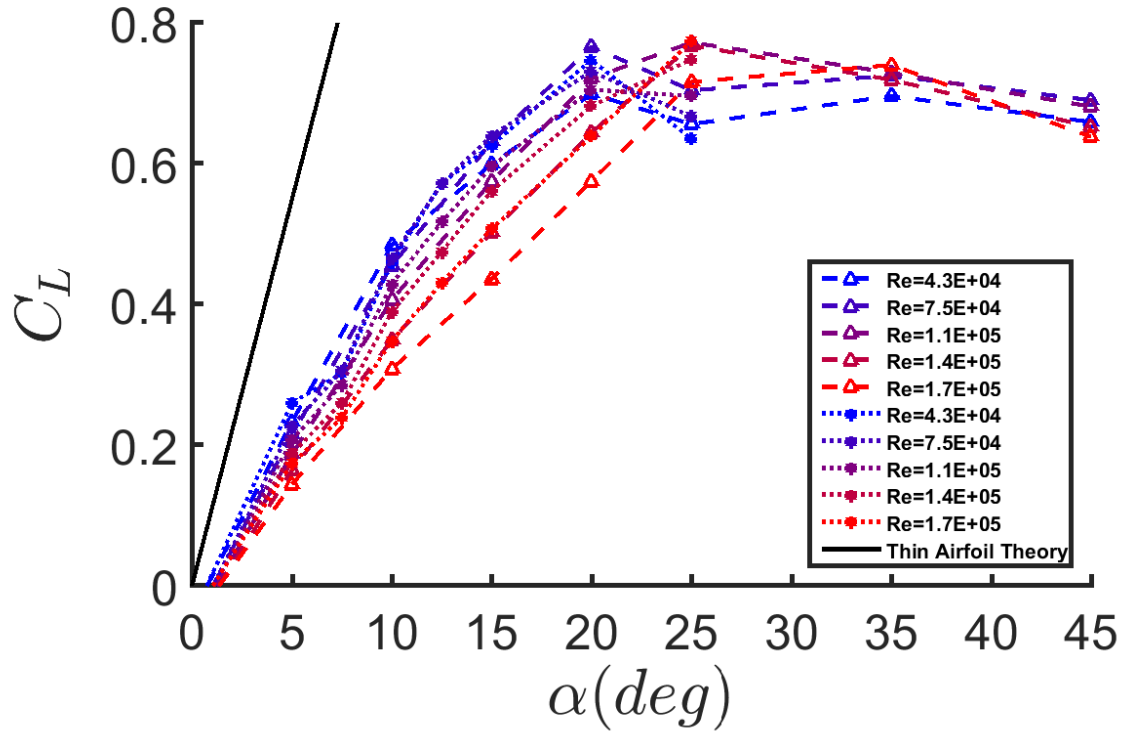 0.8
0.6
0.4
0.2
0
C_L
Re=4.3E+04
Re=7.5E+04
Re=1.1E+05
Re=1.4E+05
Re=1.7E+05
Re=4.3E+04
Re=7.5E+04
Re=1.1E+05
Re=1.4E+05
Re=1.7E+05
Thin Airfoil Theory
0 5 10 15 20 25 30 35 40 45
α(deg)